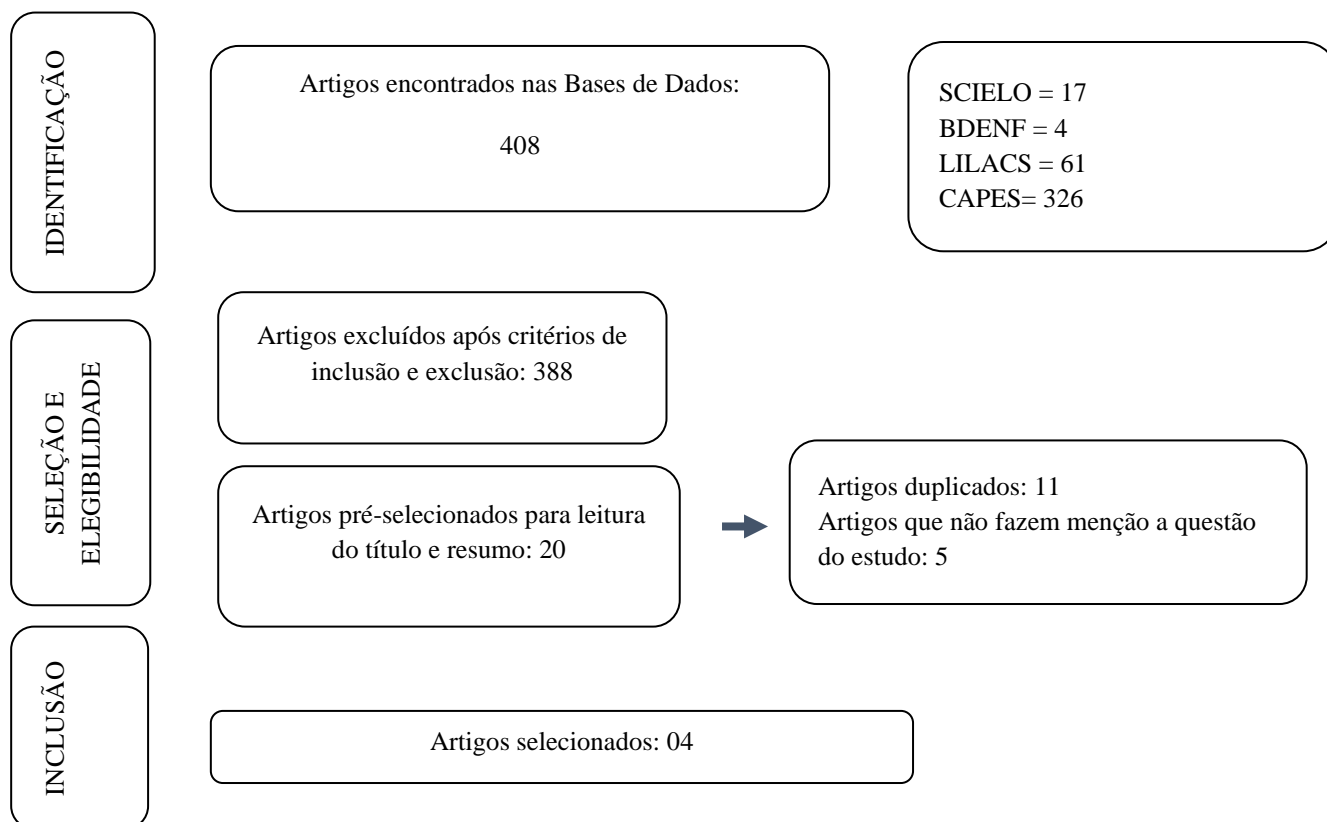 IDENTIFICAÇÃO
Artigos encontrados nas Bases de Dados:
408
SCIELO = 17
BDENF = 4
LILACS = 61
CAPES= 326
SELEÇÃO E
ELEGIBILIDADE
Artigos excluídos após critérios de
inclusão e exclusão: 388
Artigos pré-selecionados para leitura
do título e resumo: 20
Artigos duplicados: 11
Artigos que não fazem menção a questão
do estudo: 5
INCLUSÃO
Artigos selecionados: 04